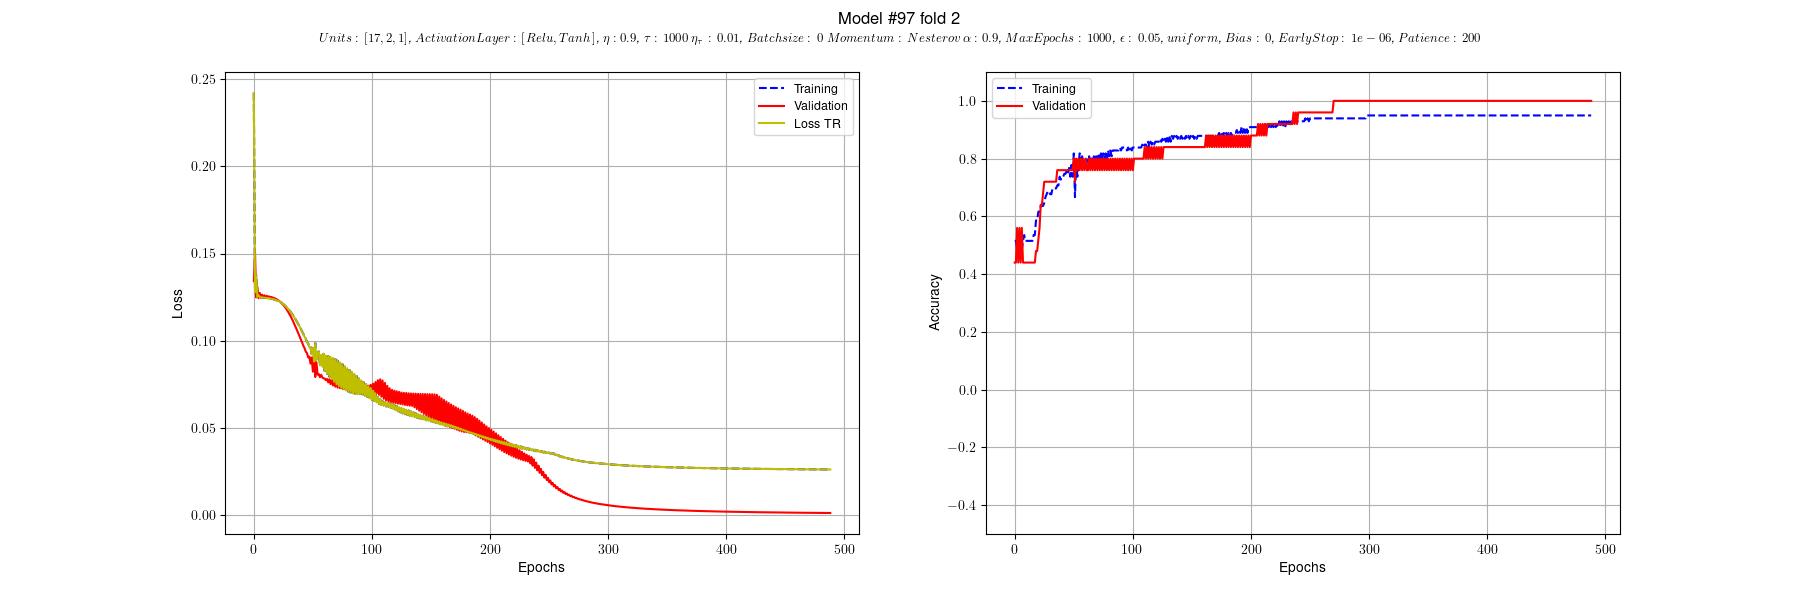 Model #97 fold 2
Units : [17, 2, 1], ActivationLayer : [Relu, Tanh], η : 0.9, τ : 1000 ητ : 0.01, Batchsize : 0 Momentum : Nesterov α : 0.9, MaxEpochs : 1000, ϵ : 0.05, uniform, Bias : 0, EarlyStop : 1e − 06, Patience : 200
0.25
0.20
0.15
0.10
0.05
0.00
Loss
Training
Validation
Loss TR
0 100 200 300 400 500
Epochs
1.0
0.8
0.6
0.4
0.2
0.0
−0.2
−0.4
Accuracy
Training
Validation
0 100 200 300 400 500
Epochs